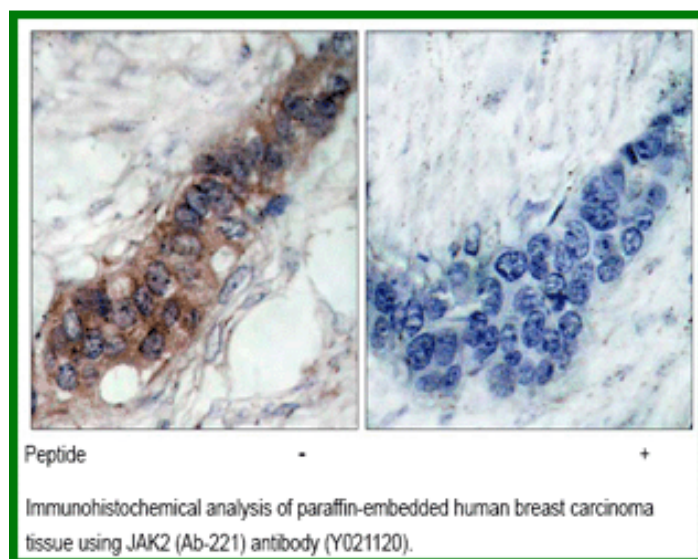 Peptide - +
Immunohistochemical analysis of paraffin-embedded human breast carcinoma
tissue using JAK2 (Ab-221) antibody (Y021120).